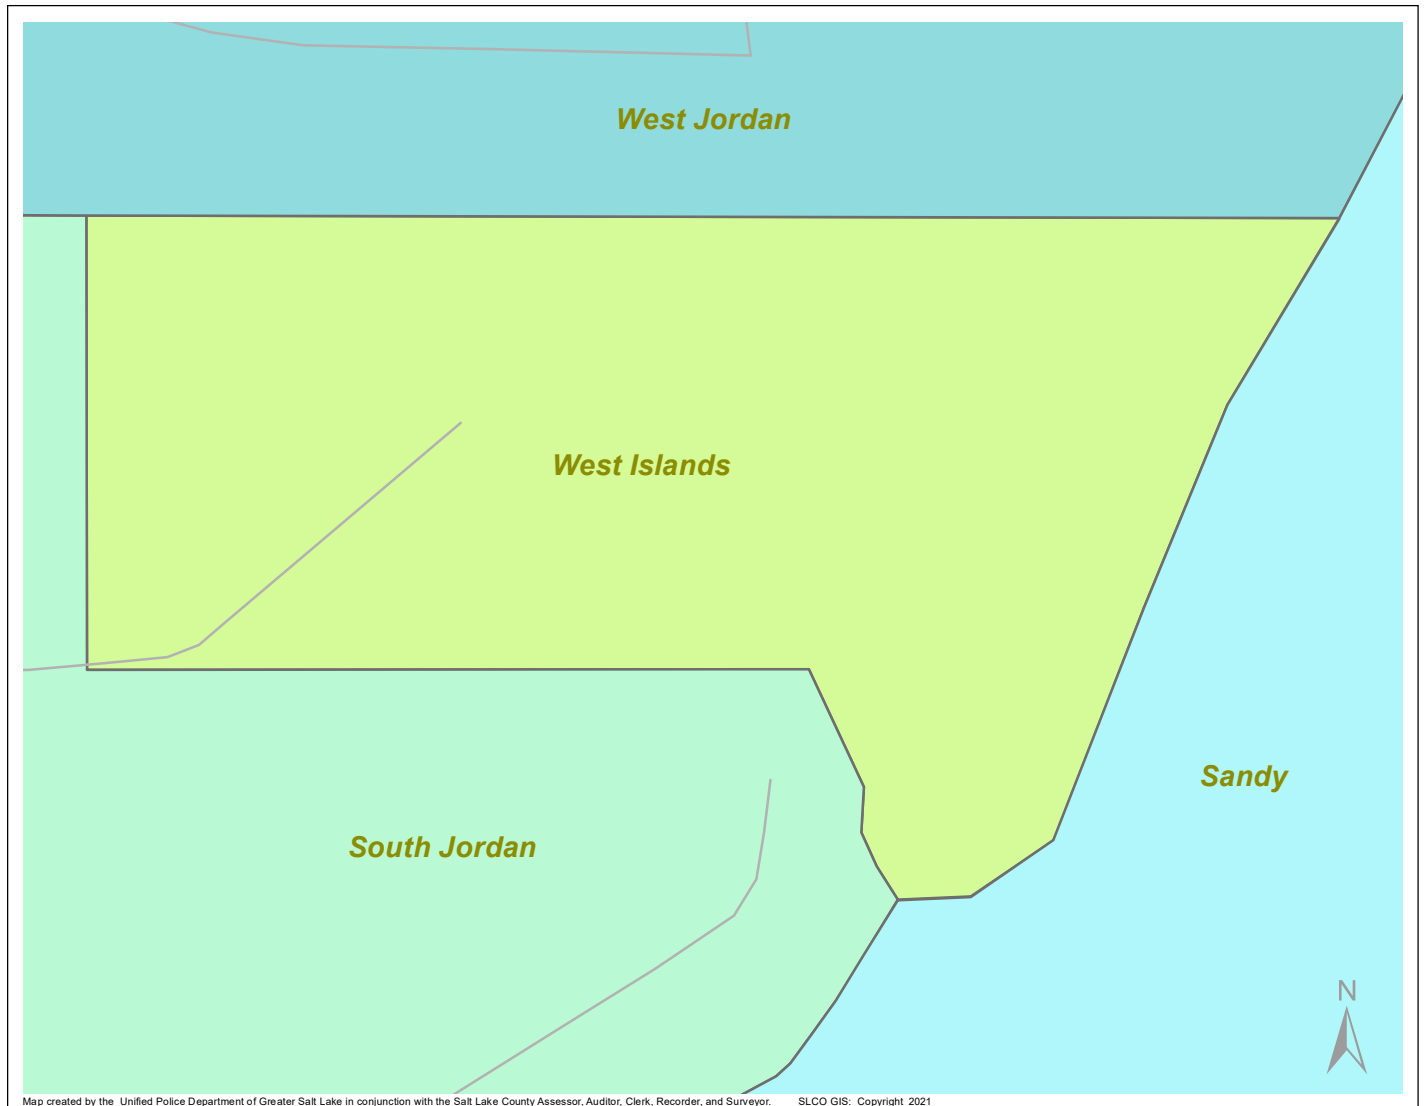 West Jordan
West Islands
Sandy
South Jordan
N
Map created by the Unified Police Department of Greater Salt Lake in conjunction with the Salt Lake County Assessor, Auditor, Clerk, Recorder, and Surveyor. SLCO GIS: Copyright 2021